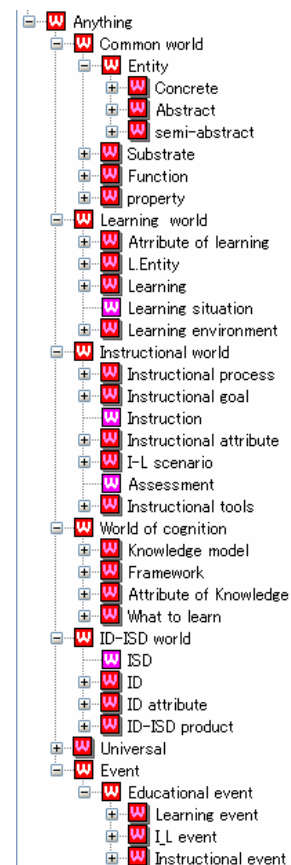 Anything
Common world
Entity
Concrete
Abstract
semi-abstract
Substrate
Function
property
Learning world
Atrribute of learning
L.Entity
Learning
Learning situation
Learning environment
Instructional world
Instructional process
Instructional goal
Instruction
Instructional attribute
I-L scenario
Assessment
Instructional tools
World of cognition
Knowledge model
Framework
Attribute of Knowledge
What to learn
ID-ISD world
ISD
ID
ID attribute
ID-ISD product
Universal
Event
Educational event
Learning event
I_L event
Instructional event